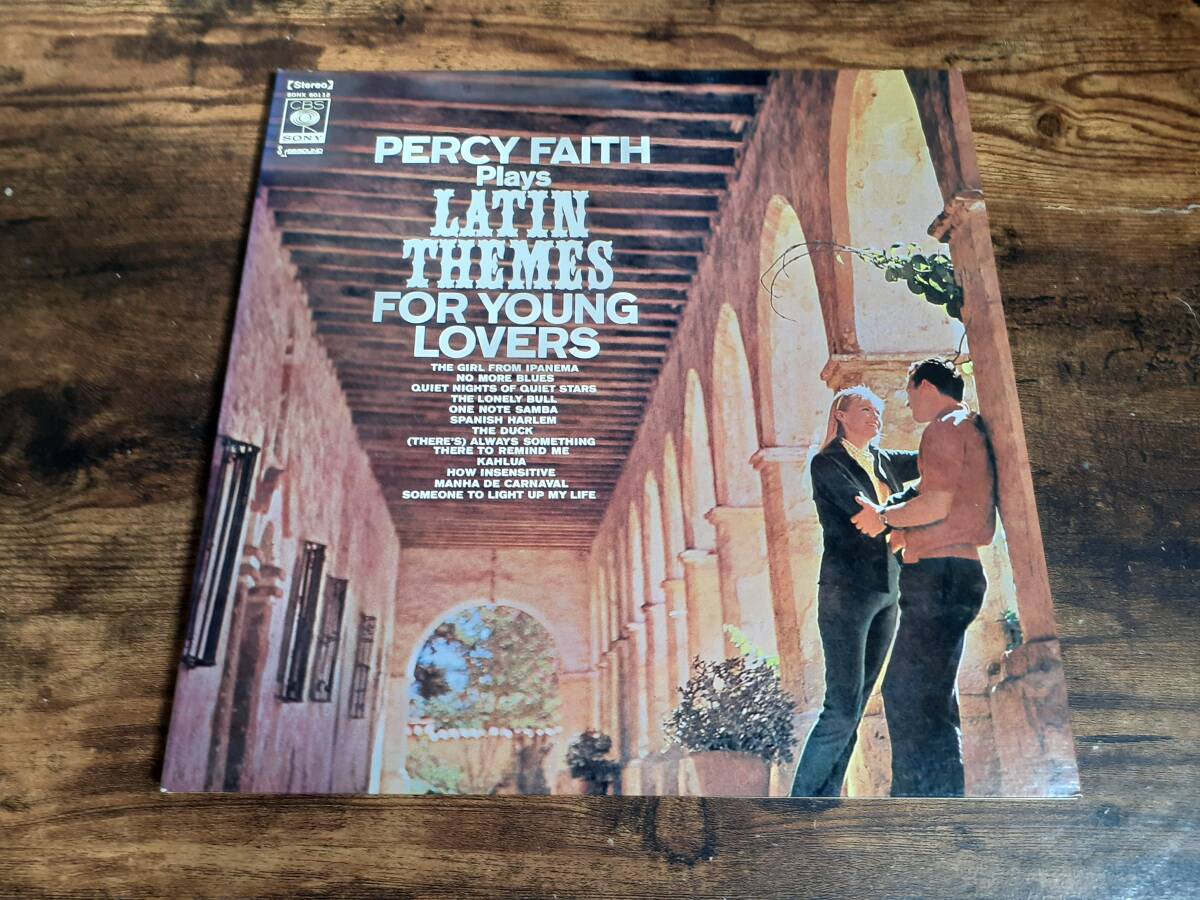 [Stereo]
SONX 60112
CBS
SONY
PERCY FAITH
Plays
LATIN
THEMES
FOR YOUNG
LOVERS
THE GIRL FROM IPANEMA
NO MORE BLUES
QUIET NIGHTS OF QUIET STARS
THE LONELY BULL
ONE NOTE SAMBA
SPANISH HARLEM
THE DUCK
(THERE'S) ALWAYS SOMETHING
THERE TO REMIND ME
KAHLUA
HOW INSENSITIVE
MANHA DE CARNAVAL
SOMEONE TO LIGHT UP MY LIFE